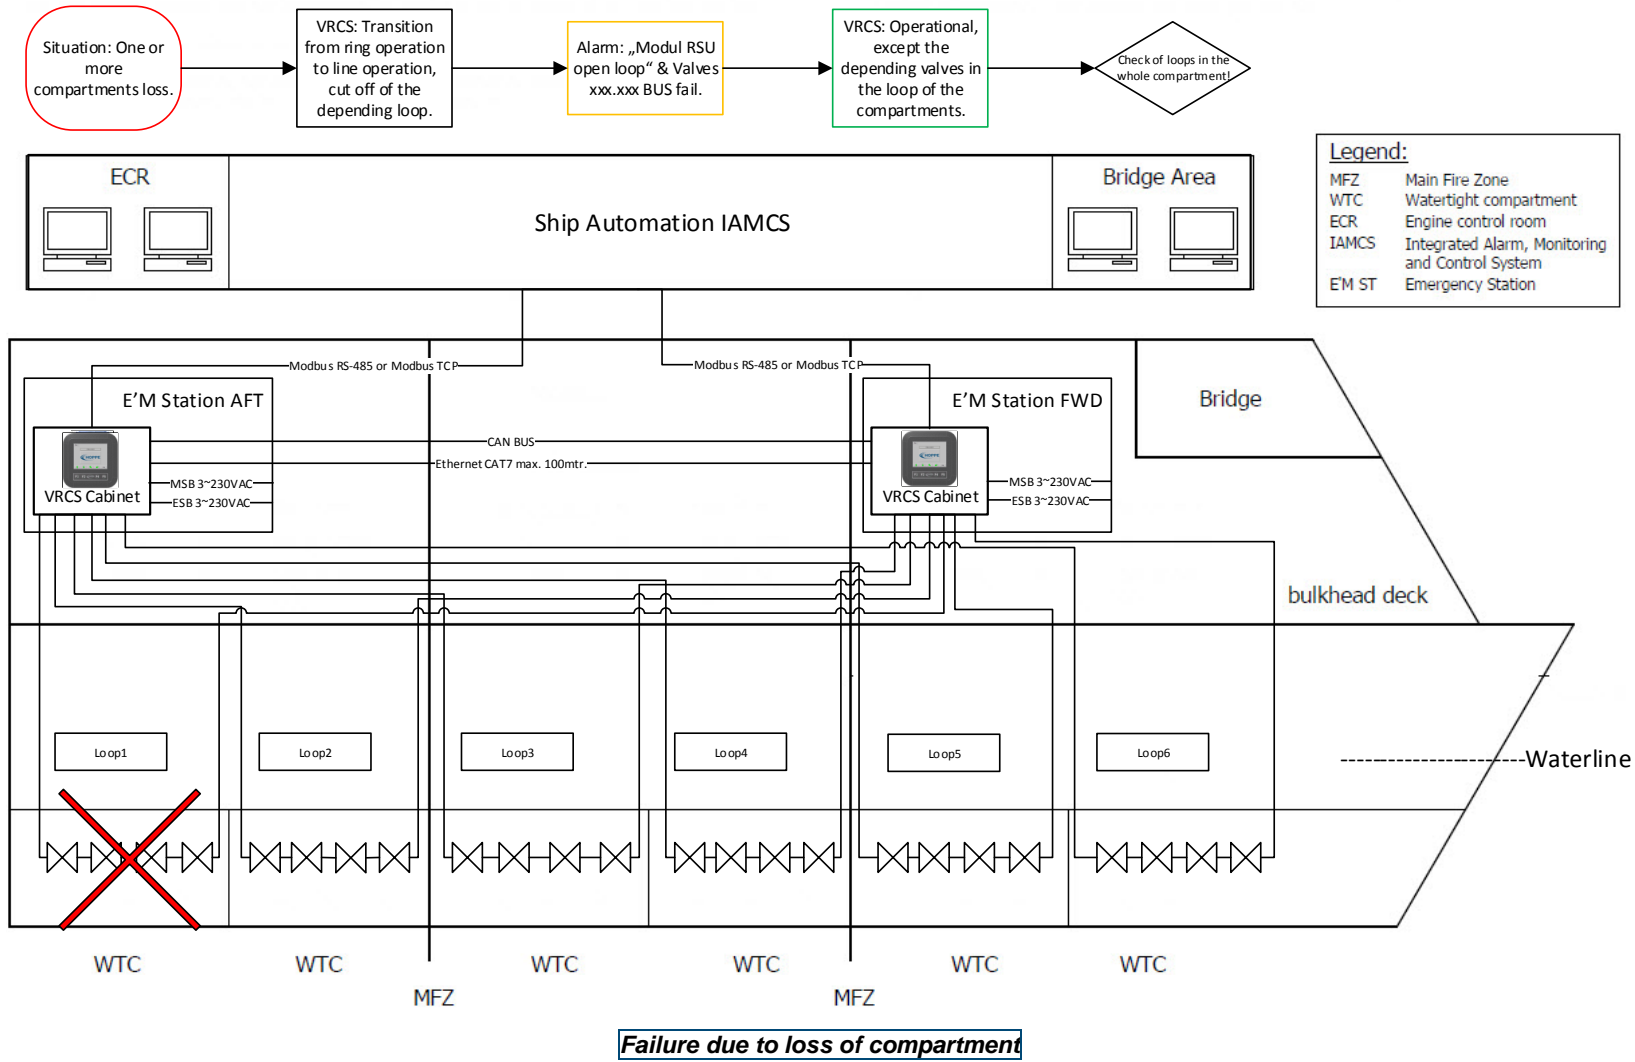 Situation: One or
more
compartments loss.
VRCS: Transition
from ring operation
to line operation,
cut off of the
depending loop.
Alarm: „Modul RSU
open loop“ & Valves
xxx.xxx BUS fail.
VRCS: Operational,
except the
depending valves in
the loop of the
compartments.
Check of loops in the
whole compartment!
Legend:
MFZ Main Fire Zone
WTC Watertight compartment
ECR Engine control room
IAMCS Integrated Alarm, Monitoring
and Control System
E'M ST Emergency Station
ECR
Ship Automation IAMCS
Bridge Area
Modbus RS-485 or Modbus TCP
Modbus RS-485 or Modbus TCP
E’M Station AFT
E’M Station FWD
Bridge
HOPPE
HOPPE
CAN BUS
Ethernet CAT7 max. 100mtr.
VRCS Cabinet
MSB 3~230VAC
ESB 3~230VAC
VRCS Cabinet
MSB 3~230VAC
ESB 3~230VAC
bulkhead deck
Loop1
Loop2
Loop3
Loop4
Loop5
Loop6
Waterline
WTC
WTC
WTC
WTC
WTC
WTC
MFZ
MFZ
Failure due to loss of compartment